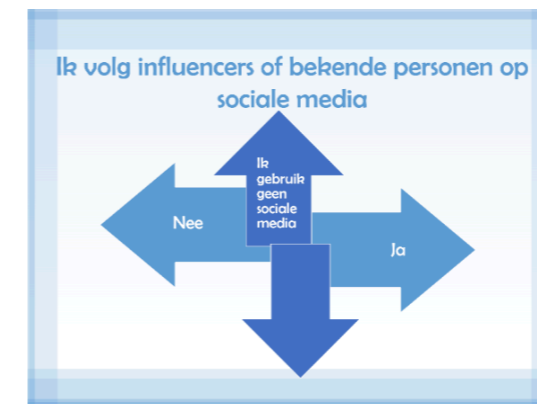 Ik volg influencers of bekende personen op
sociale media
Ik
gebruik
geen
sociale
media
Nee
Ja